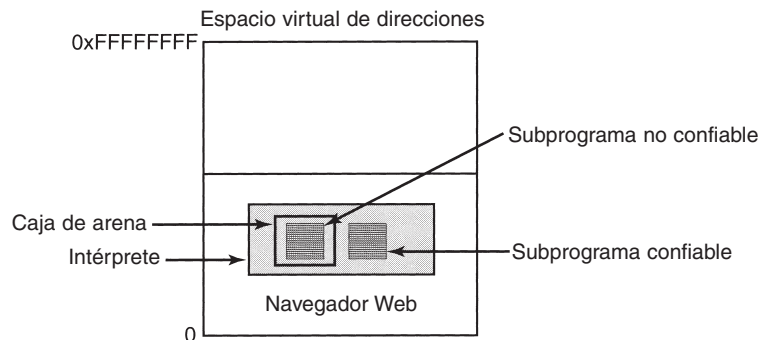 Espacio virtual de direcciones
0xFFFFFFFF
Subprograma no confiable
Caja de arena
Intérprete
Subprograma confiable
Navegador Web
0